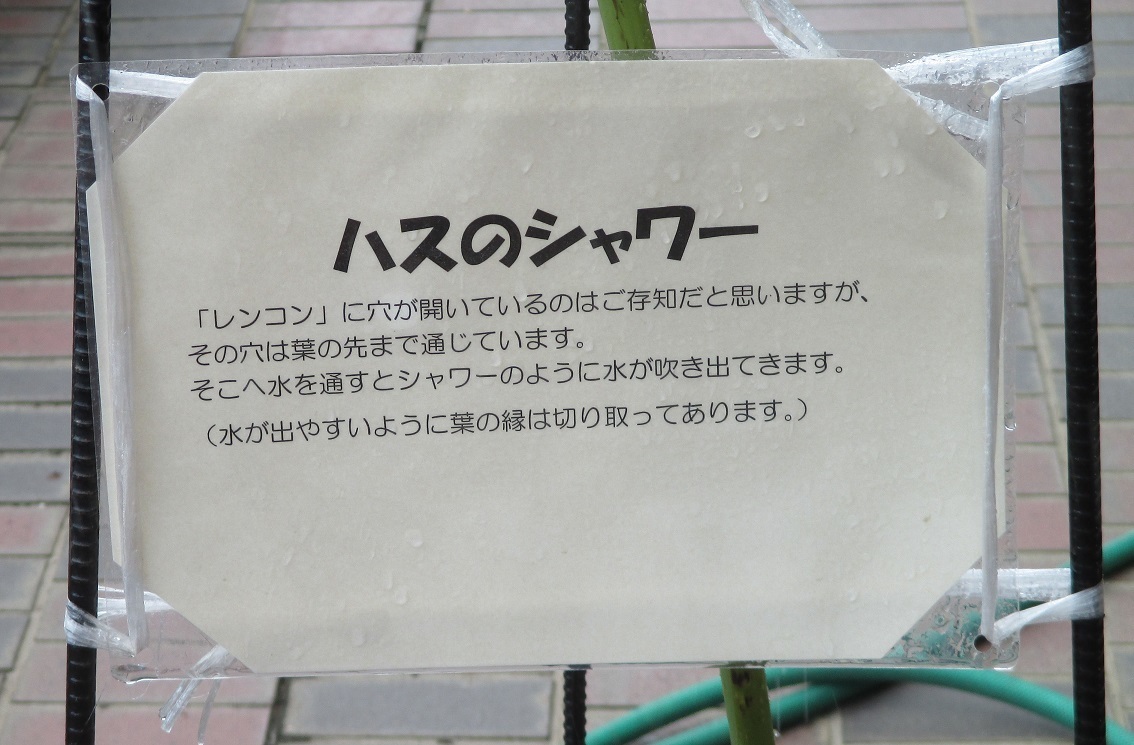 ハスのシャワー
「レンコン」に穴が開いているのはご存知だと思いますが、
その穴は葉の先まで通じています。
そこへ水を通すとシャワーのように水が吹き出てきます。
（水が出やすいように葉の縁は切り取ってあります。）